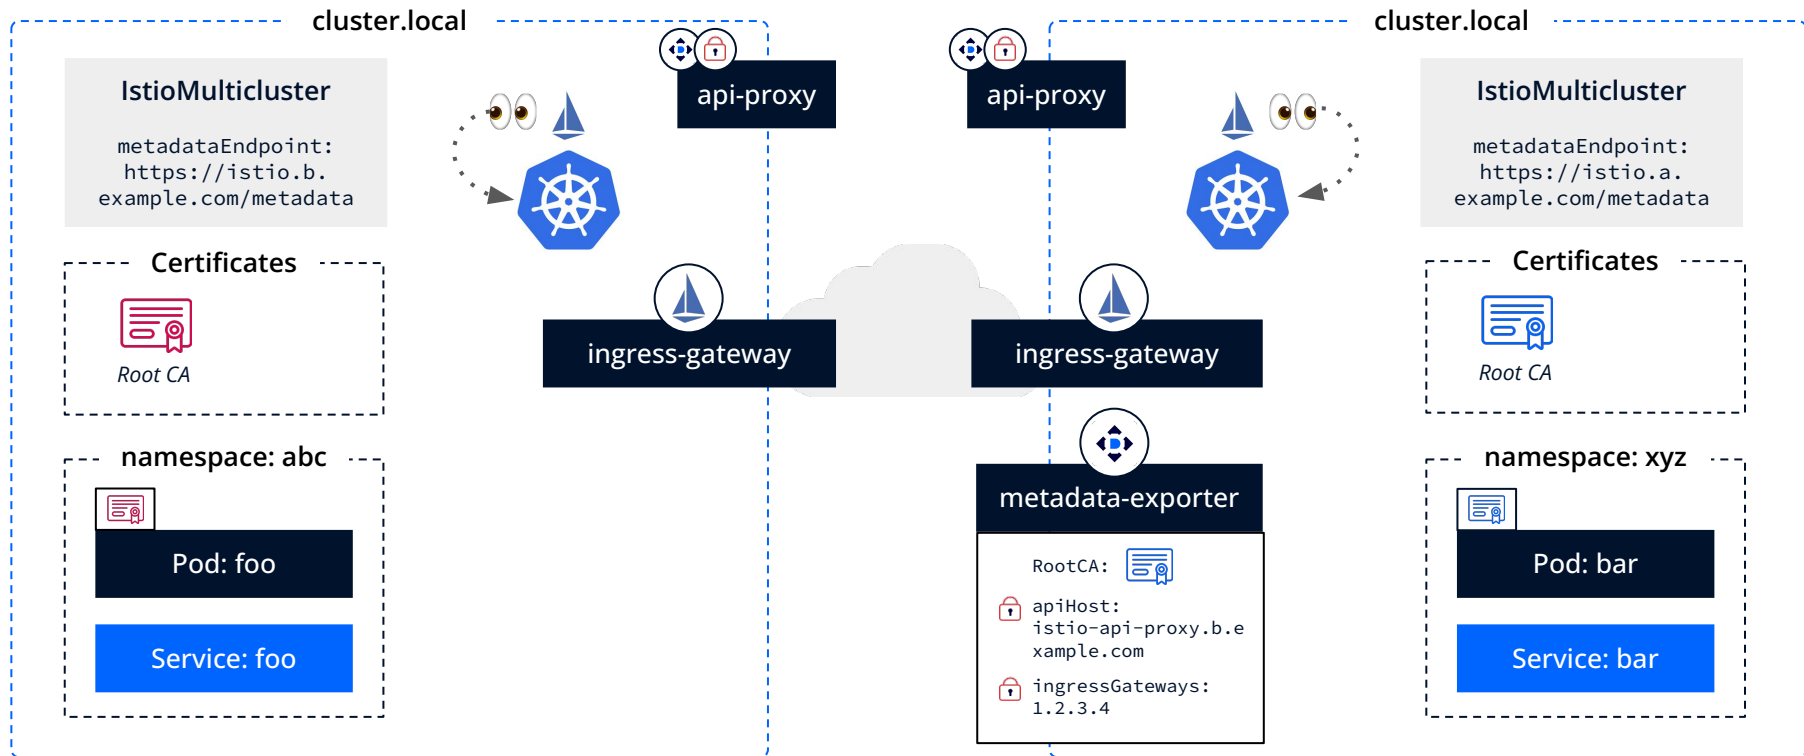 cluster.local
IstioMulticluster
metadataEndpoint:
https://istio.b.
example.com/metadata
Certificates
Root CA
namespace: abc
Pod: foo
Service: foo
api-proxy
ingress-gateway
cluster.local
api-proxy
ingress-gateway
metadata-exporter
RootCA:
apiHost:
istio-api-proxy.b.e
xample.com
ingressGateways:
1.2.3.4
IstioMulticluster
metadataEndpoint:
https://istio.a.
example.com/metadata
Certificates
Root CA
namespace: xyz
Pod: bar
Service: bar